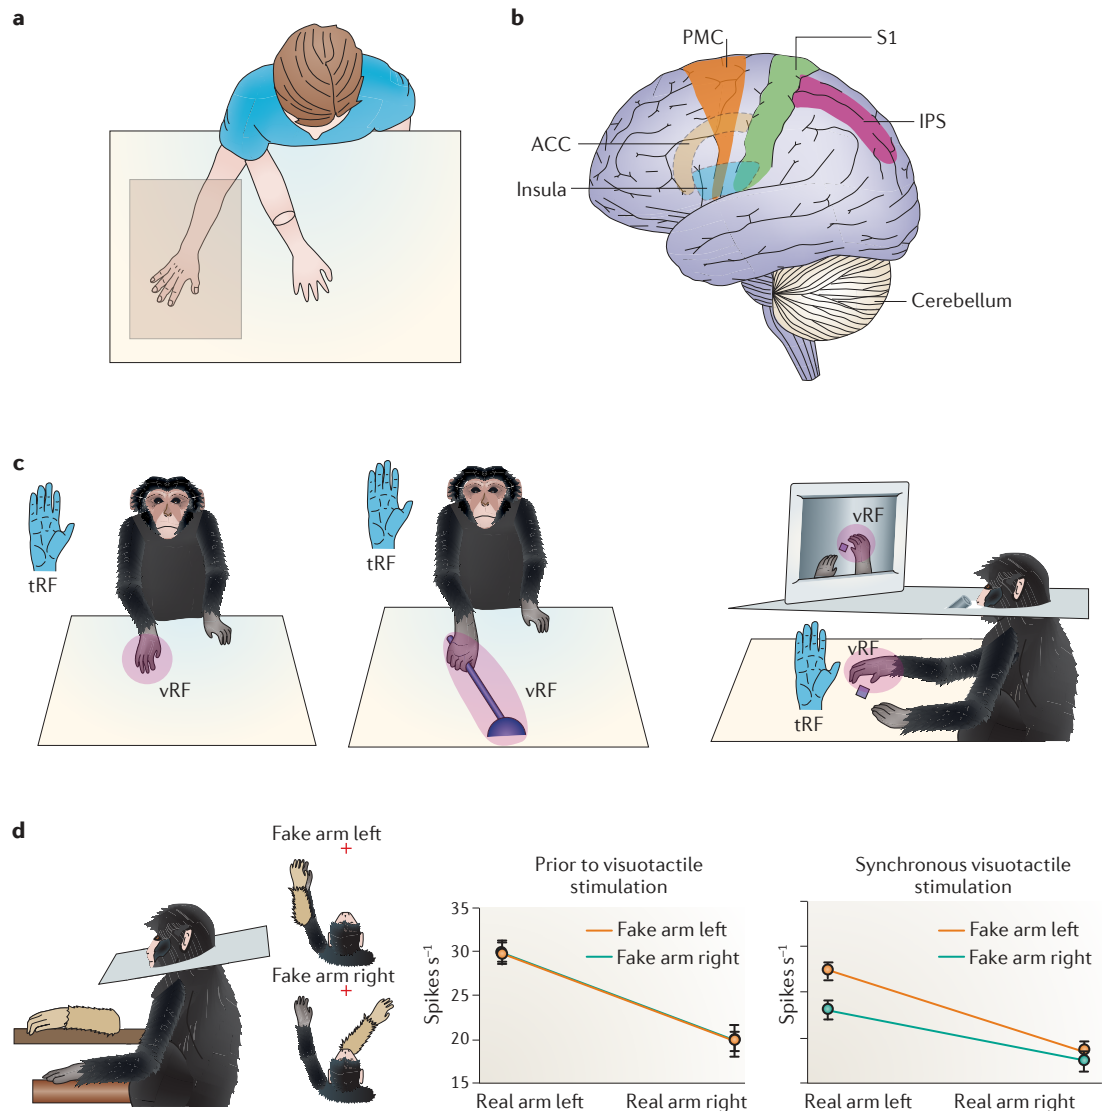 a
b
PMC
S1
ACC
IPS
Insula
Cerebellum
c
tRF
vRF
tRF
vRF
vRF
vRF
tRF
d
Fake arm left
+
Fake arm right
+
Prior to visuotactile
stimulation
35
30
25
20
15
Spikes s⁻¹
Fake arm left
Fake arm right
Real arm left
Real arm right
Synchronous visuotactile
stimulation
Spikes s⁻¹
Fake arm left
Fake arm right
Real arm left
Real arm right